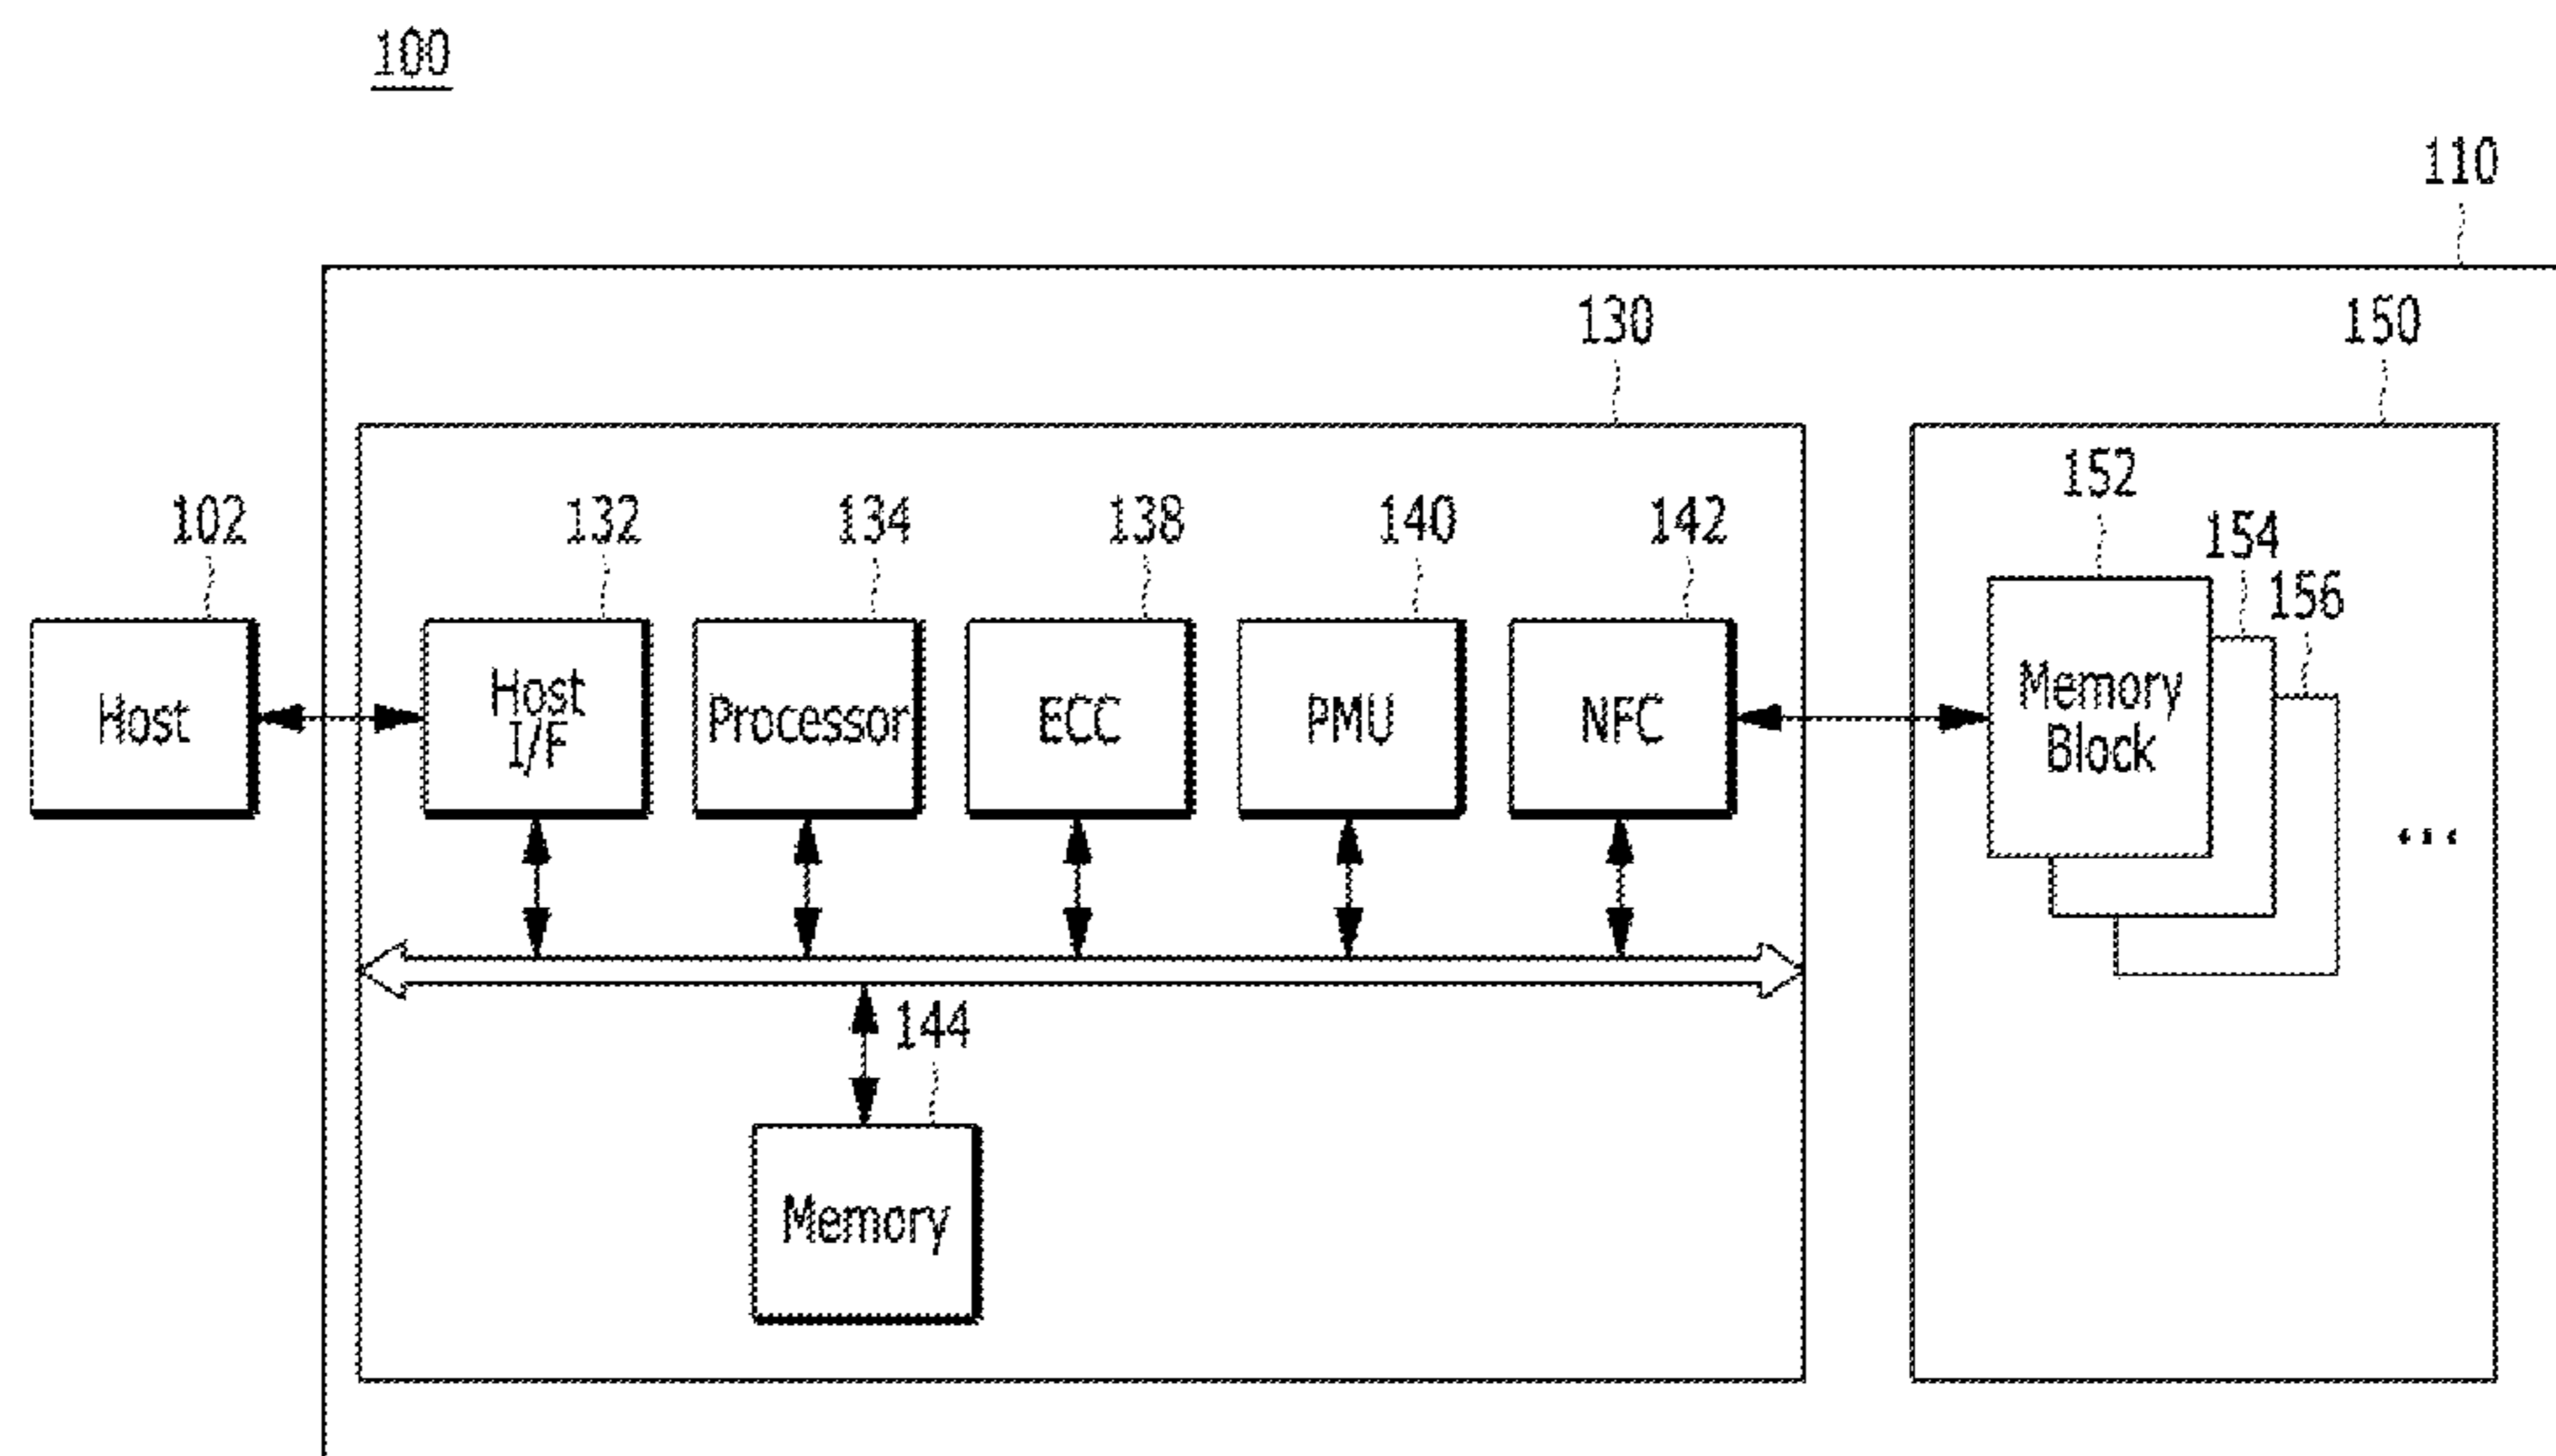 100
110
130
150
152
102
132
134
138
140
142
154
156
Host
Host
I/F
Processor
ECC
PMU
NFC
Memory
Block
...
144
Memory